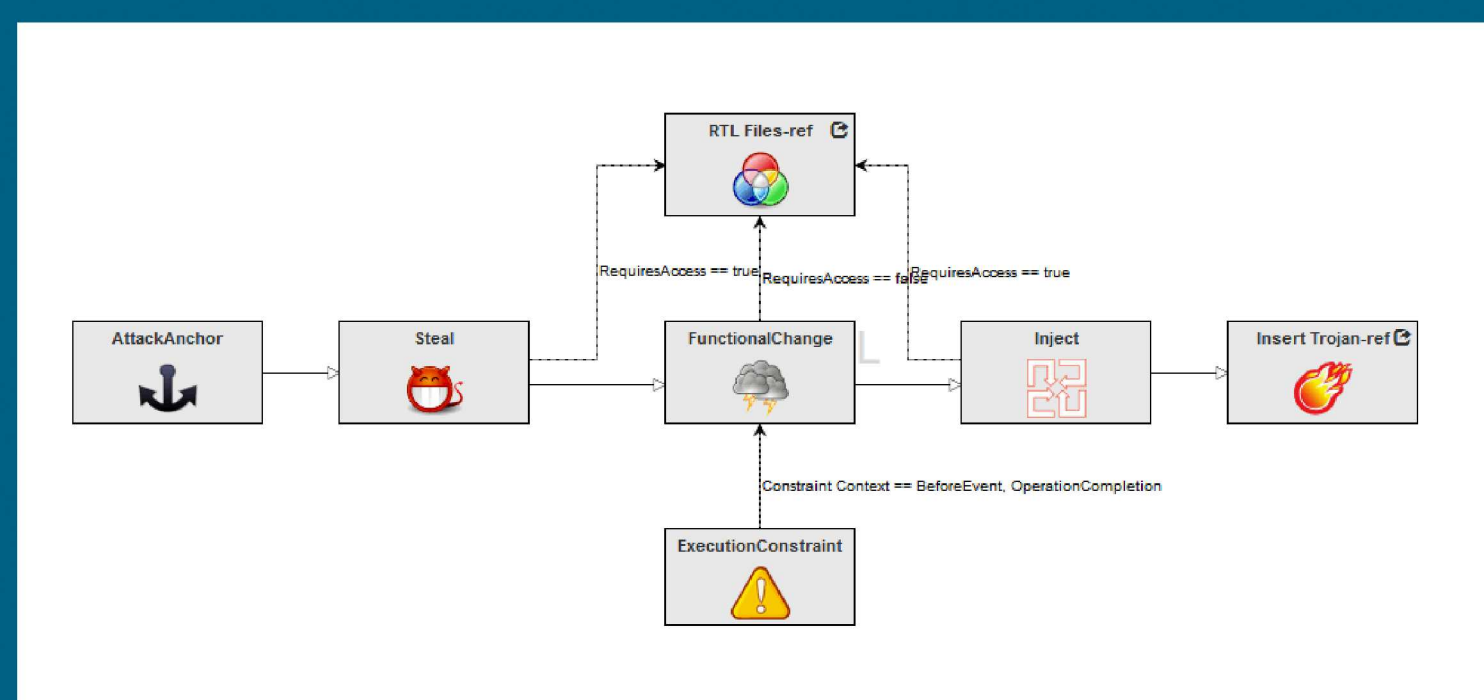 RTL Files-ref
RequiresAccess == true
RequiresAccess == false
RequiresAccess == true
AttackAnchor
Steal
FunctionalChange
Inject
Insert Trojan-ref
L
Constraint Context == BeforeEvent, OperationCompletion
ExecutionConstraint